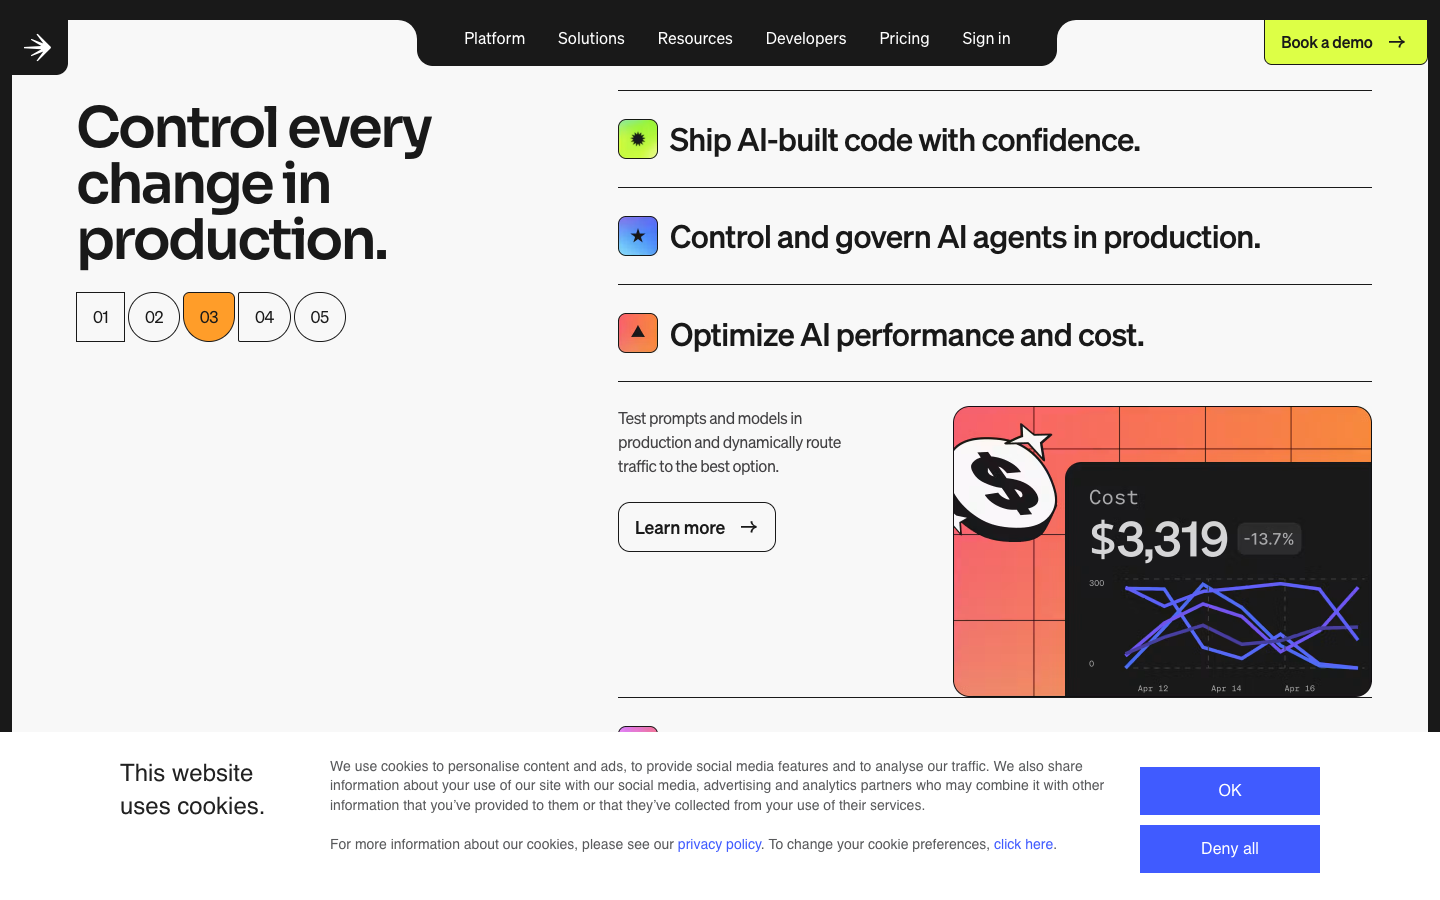 Platform
Solutions
Resources
Developers
Pricing
Sign in
Book a demo
Control every
change in
production.
01
02
03
04
05
Ship AI-built code with confidence.
Control and govern AI agents in production.
Optimize AI performance and cost.
Test prompts and models in
production and dynamically route
traffic to the best option.
Learn more
$
Cost
$3,319
-13.7%
300
0
Apr 12
Apr 14
Apr 16
This website
uses cookies.
We use cookies to personalise content and ads, to provide social media features and to analyse our traffic. We also share
information about your use of our site with our social media, advertising and analytics partners who may combine it with other
information that you’ve provided to them or that they’ve collected from your use of their services.
For more information about our cookies, please see our privacy policy. To change your cookie preferences, click here.
OK
Deny all